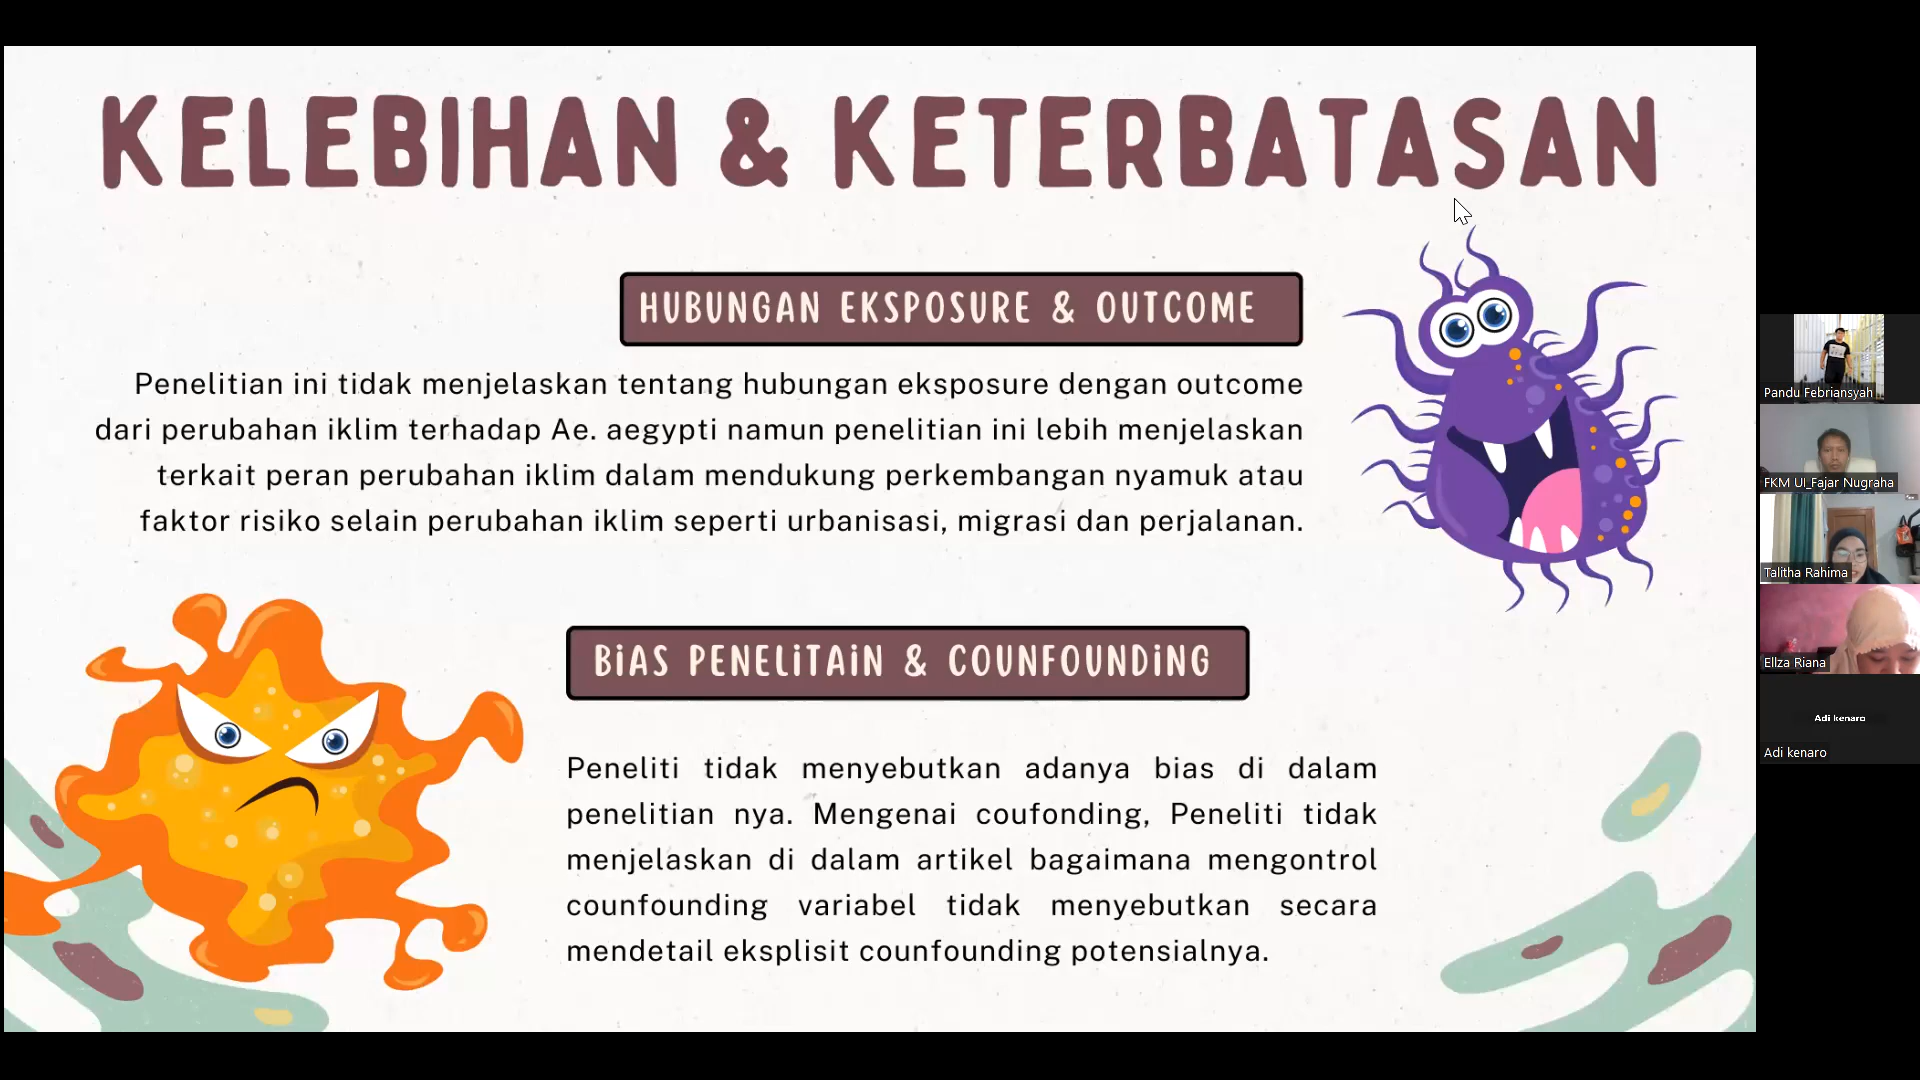 KELEBIHAN & KETERBATASAN
HUBUNGAN EKSPOSURE & OUTCOME
Penelitian ini tidak menjelaskan tentang hubungan eksposure dengan outcome
dari perubahan iklim terhadap Ae. aegypti namun penelitian ini lebih menjelaskan
terkait peran perubahan iklim dalam mendukung perkembangan nyamuk atau
faktor risiko selain perubahan iklim seperti urbanisasi, migrasi dan perjalanan.
BIAS PENELITAIN & COUNFOUNDING
Peneliti tidak menyebutkan adanya bias di dalam
penelitian nya. Mengenai coufonding, Peneliti tidak
menjelaskan di dalam artikel bagaimana mengontrol
counfounding variabel tidak menyebutkan secara
mendetail eksplisit counfounding potensialnya.
Pandu Febriansyah
FKM UI_Fajar Nugraha
Talitha Rahima
Ellza Riana
Adi kenaro
Adi kenaro